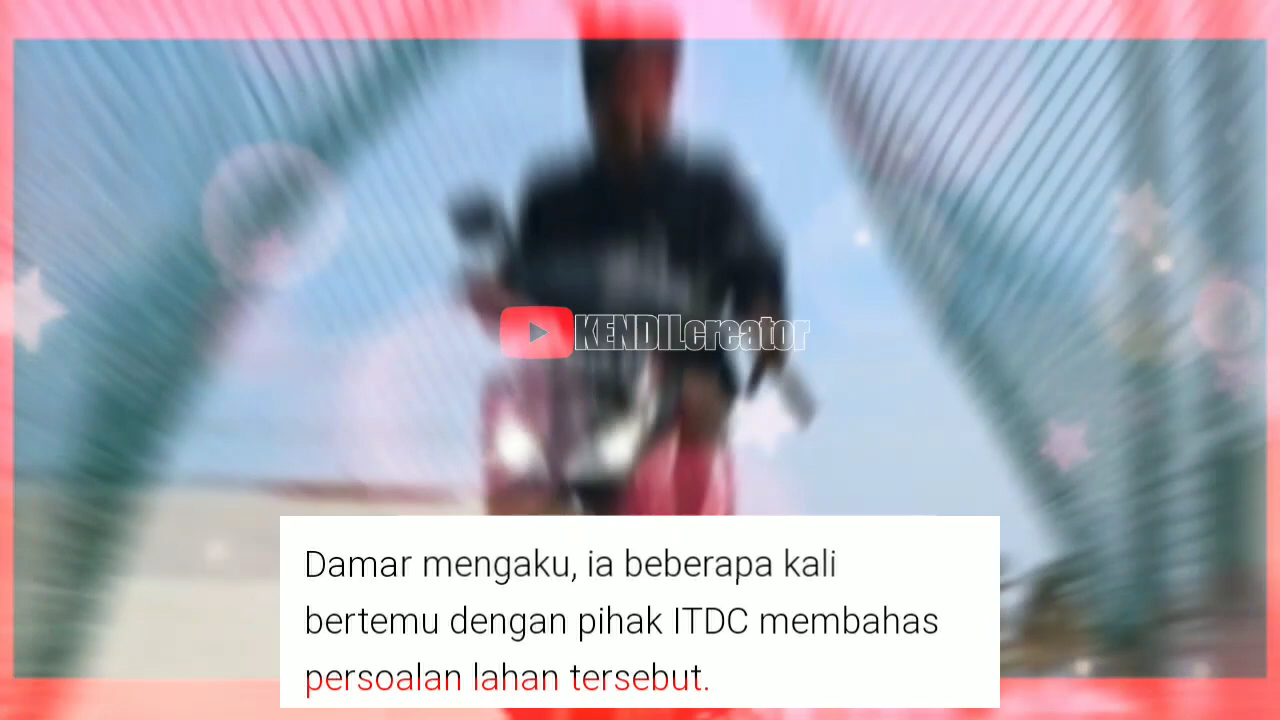 KENDILcreator
Damar mengaku, ia beberapa kali
bertemu dengan pihak ITDC membahas
persoalan lahan tersebut.